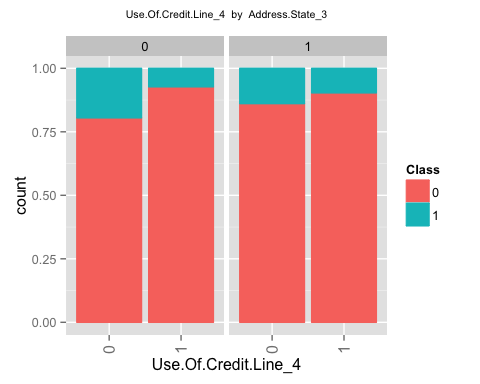 Use.Of.Credit.Line_4 by Address.State_3
0 1
1.00
0.75
0.50
0.25
0.00
count
0 1 0 1
Use.Of.Credit.Line_4
Class
0
1